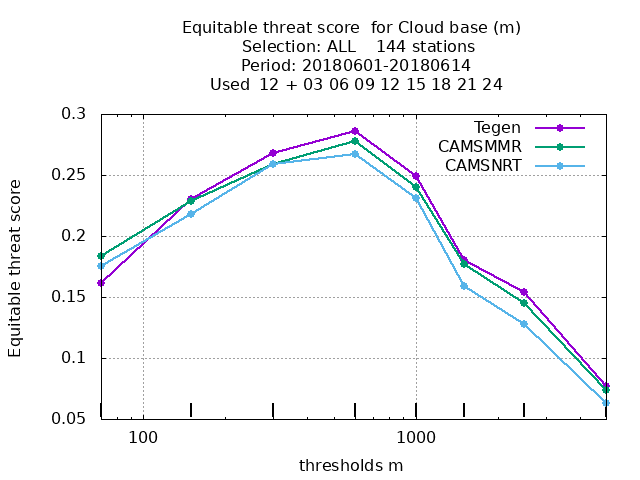 Equitable threat score  for Cloud base (m)
Selection: ALL    144 stations
Period: 20180601-20180614
Used  12 + 03 06 09 12 15 18 21 24
Equitable threat score
0.3
0.25
0.2
0.15
0.1
0.05
Tegen
CAMSMMR
CAMSNRT
100
1000
thresholds m